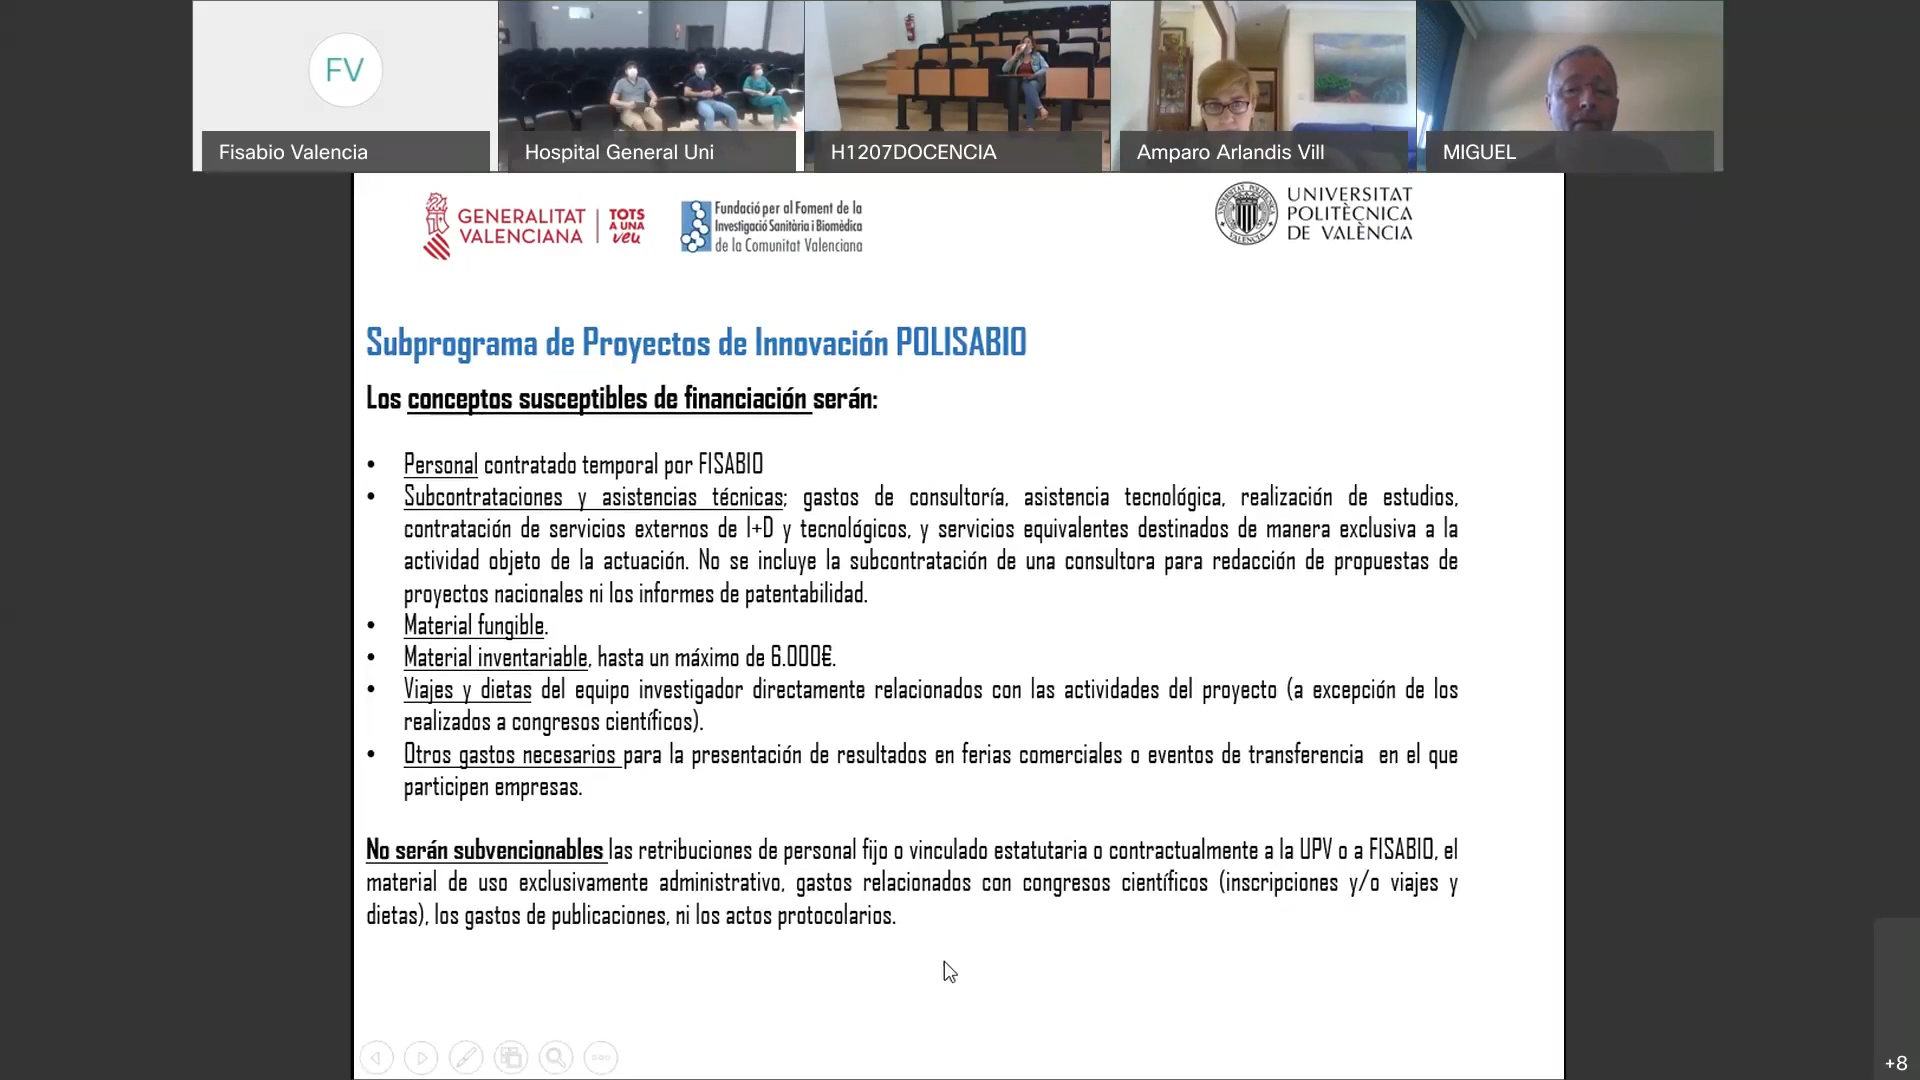 FV
Fisabio Valencia
Hospital General Uni
H1207DOCENCIA
Amparo Arlandis Vill
MIGUEL
GENERALITAT
VALENCIANA
TOTS
A UNA
veu
Fundació per al Foment de la
Investigació Sanitària i Biomèdica
de la Comunitat Valenciana
UNIVERSITAT
POLITÈCNICA
DE VALÈNCIA
Subprograma de Proyectos de Innovación POLISABIO
Los conceptos susceptibles de financiación serán:
• Personal contratado temporal por FISABIO
• Subcontrataciones y asistencias técnicas; gastos de consultoría, asistencia tecnológica, realización de estudios,
contratación de servicios externos de I+D y tecnológicos, y servicios equivalentes destinados de manera exclusiva a la
actividad objeto de la actuación. No se incluye la subcontratación de una consultora para redacción de propuestas de
proyectos nacionales ni los informes de patentabilidad.
• Material fungible.
• Material inventariable, hasta un máximo de 6.000€.
• Viajes y dietas del equipo investigador directamente relacionados con las actividades del proyecto (a excepción de los
realizados a congresos científicos).
• Otros gastos necesarios para la presentación de resultados en ferias comerciales o eventos de transferencia en el que
participen empresas.
No serán subvencionables las retribuciones de personal fijo o vinculado estatutaria o contractualmente a la UPV o a FISABIO, el
material de uso exclusivamente administrativo, gastos relacionados con congresos científicos (inscripciones y/o viajes y
dietas), los gastos de publicaciones, ni los actos protocolarios.
+8